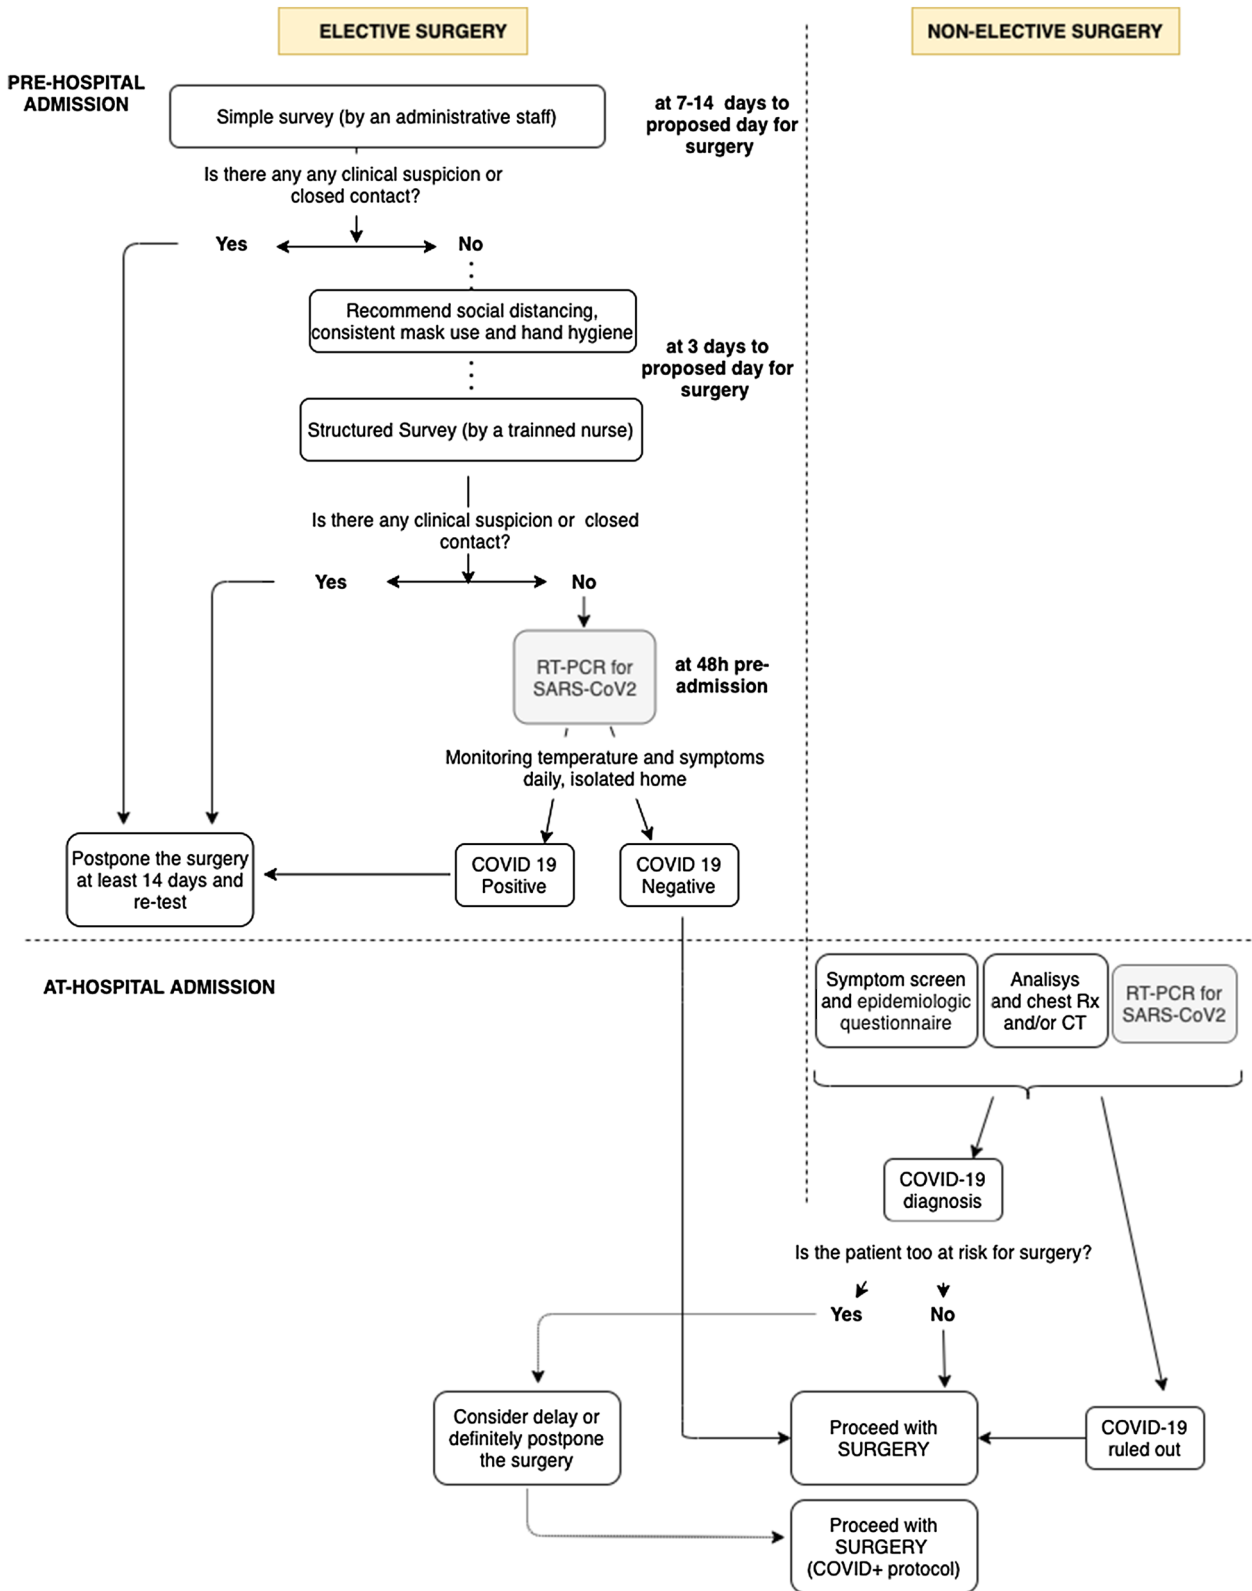 ELECTIVE SURGERY
NON-ELECTIVE SURGERY
PRE-HOSPITAL
ADMISSION
Simple survey (by an administrative staff)
at 7-14 days to
proposed day for
surgery
Is there any any clinical suspicion or
closed contact?
Yes
No
Recommend social distancing,
consistent mask use and hand hygiene
at 3 days to
proposed day for
surgery
Structured Survey (by a trainned nurse)
Is there any clinical suspicion or closed
contact?
Yes
No
RT-PCR for
SARS-CoV2
at 48h pre-
admission
Monitoring temperature and symptoms
daily, isolated home
Postpone the surgery
at least 14 days and
re-test
COVID 19
Positive
COVID 19
Negative
AT-HOSPITAL ADMISSION
Symptom screen
and epidemiologic
questionnaire
Analisys
and chest Rx
and/or CT
RT-PCR for
SARS-CoV2
COVID-19
diagnosis
Is the patient too at risk for surgery?
Yes
No
Consider delay or
definitely postpone
the surgery
Proceed with
SURGERY
COVID-19
ruled out
Proceed with
SURGERY
(COVID+ protocol)